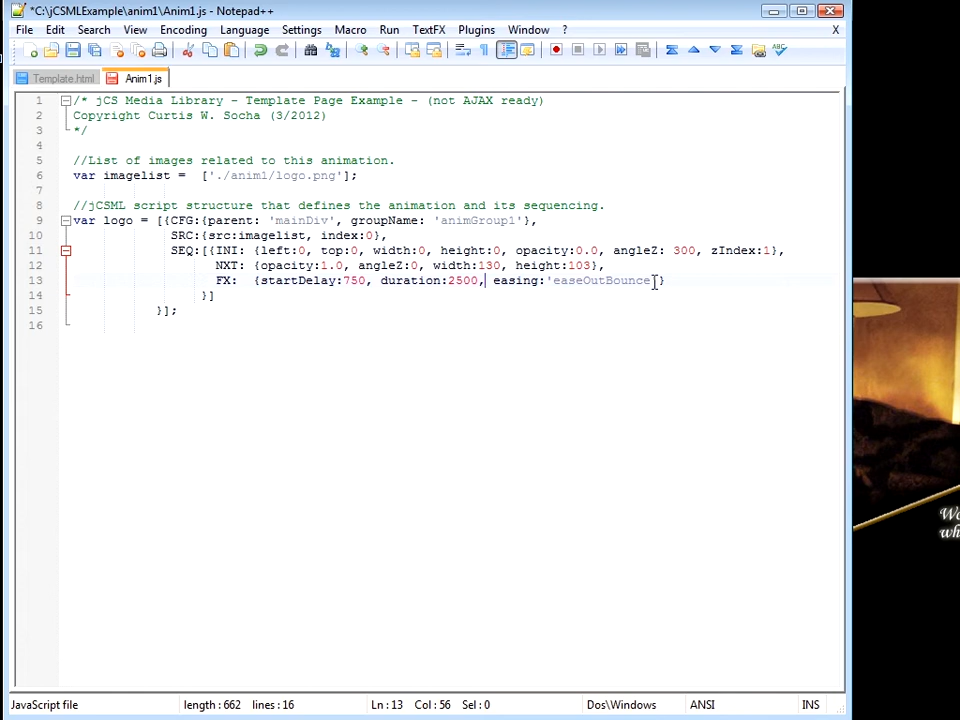 *C:\jCSMLExample\anim1\Anim1.js - Notepad++
File Edit Search View Encoding Language Settings Macro Run TextFX Plugins Window ? X
Template.html Anim1.js
1 /* jCS Media Library - Template Page Example - (not AJAX ready)
2 Copyright Curtis W. Socha (3/2012)
3 */
4
5 //List of images related to this animation.
6 var imagelist = ['./anim1/logo.png'];
7
8 //jCSML script structure that defines the animation and its sequencing.
9 var logo = [{CFG:{parent: 'mainDiv', groupName: 'animGroup1'},
10 SRC:{src:imagelist, index:0},
11 SEQ:[{INI: {left:0, top:0, width:0, height:0, opacity:0.0, angleZ: 300, zIndex:1},
12 NXT: {opacity:1.0, angleZ:0, width:130, height:103},
13 FX: {startDelay:750, duration:2500, easing:'easeOutBounce'}
14 }]
15 }];
16
JavaScript file length : 662 lines : 16 Ln : 13 Col : 56 Sel : 0 Dos\Windows ANSI INS